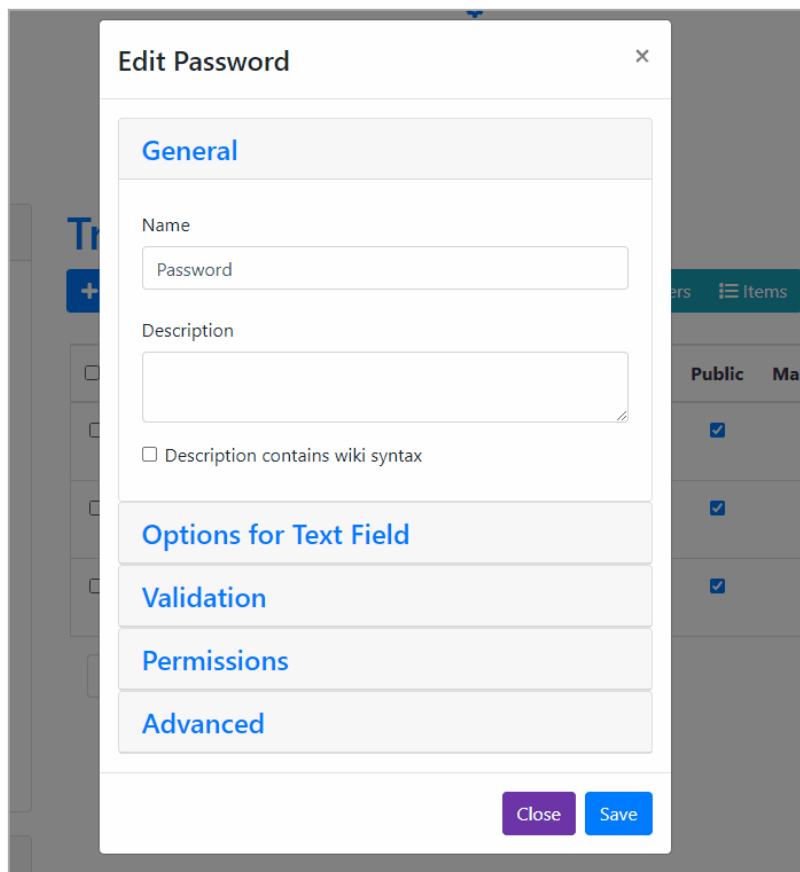 Edit Password
×
General
Name
Password
Description
Description contains wiki syntax
Options for Text Field
Validation
Permissions
Advanced
Close
Save
Items
Public